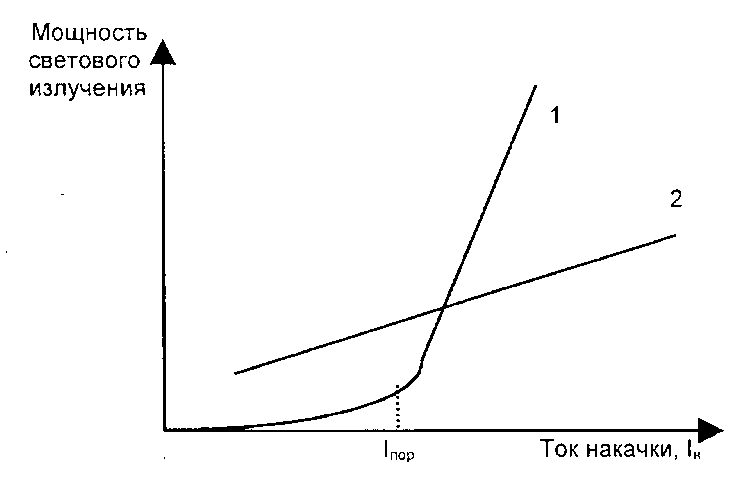 Мощность
светового
излучения
1
2
Iпор
Ток накачки, Iн